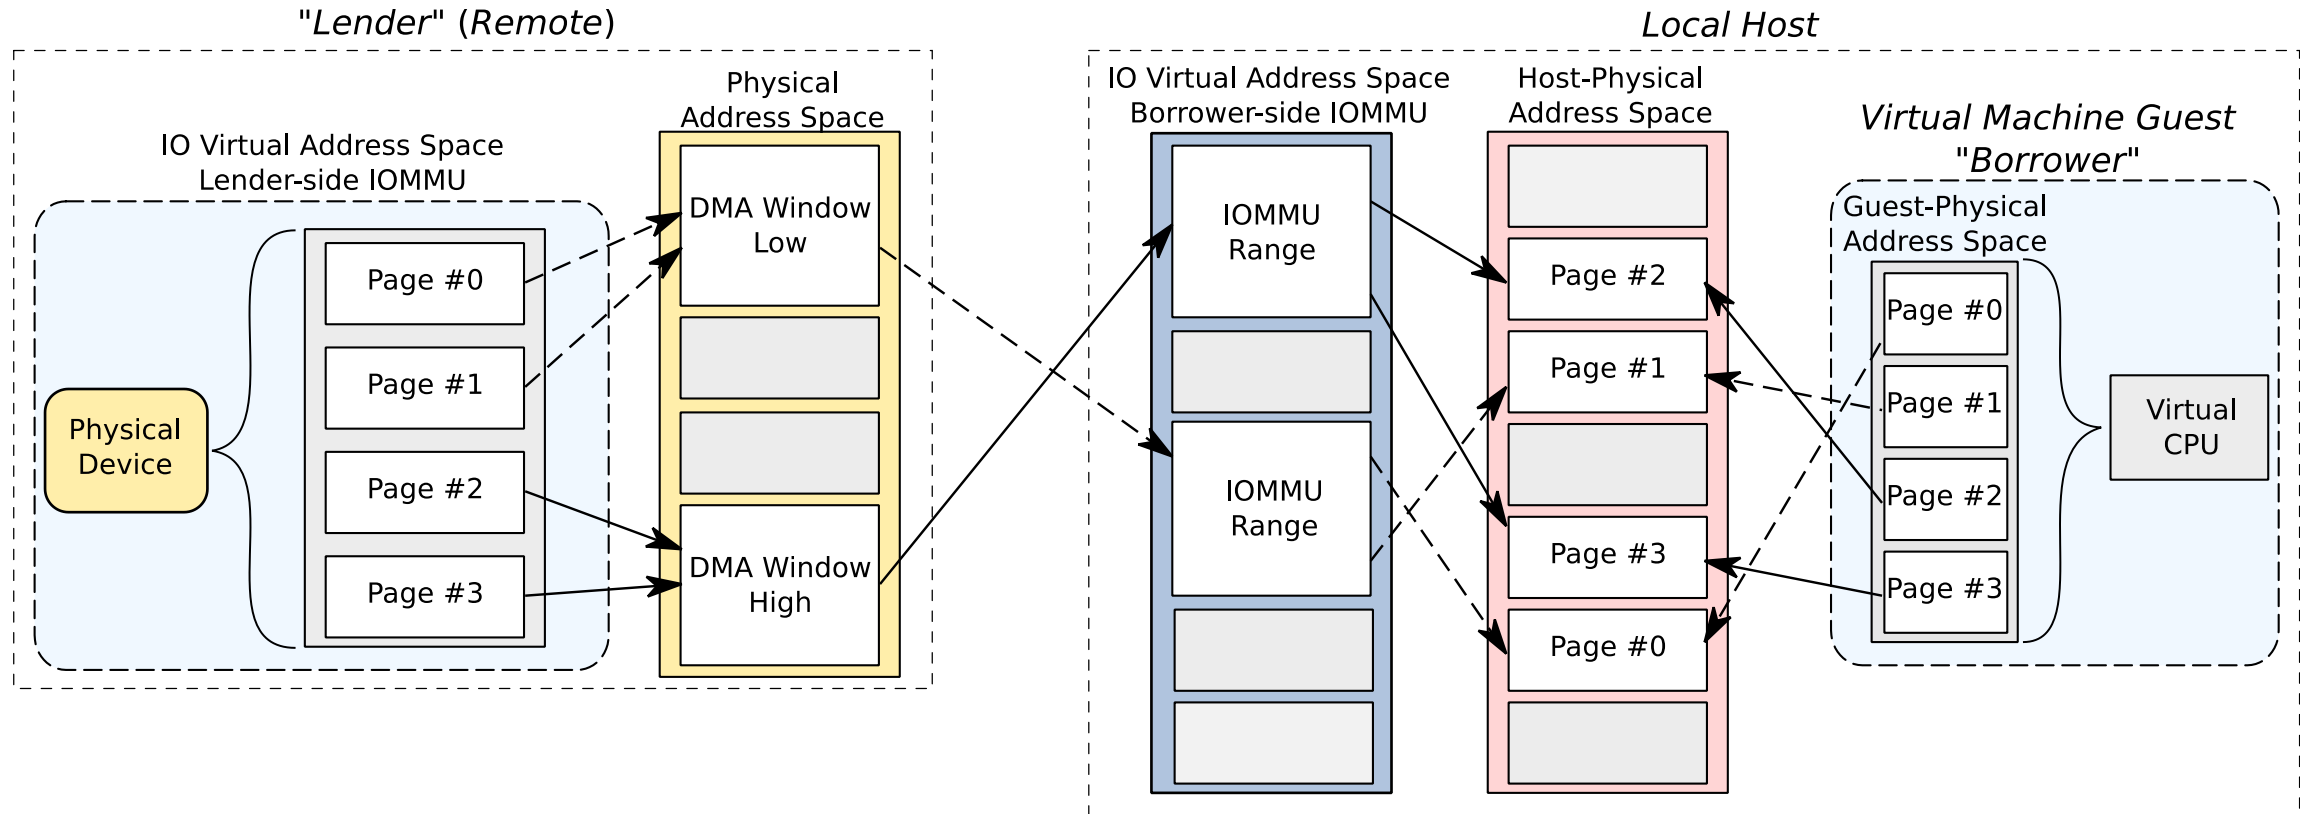 "Lender" (Remote)
Physical
Address Space
IO Virtual Address Space
Lender-side IOMMU
Physical
Device
Page #0
Page #1
Page #2
Page #3
DMA Window
Low
DMA Window
High
Local Host
IO Virtual Address Space
Borrower-side IOMMU
IOMMU
Range
IOMMU
Range
Host-Physical
Address Space
Page #2
Page #1
Page #3
Page #0
Virtual Machine Guest
"Borrower"
Guest-Physical
Address Space
Page #0
Page #1
Page #2
Page #3
Virtual
CPU